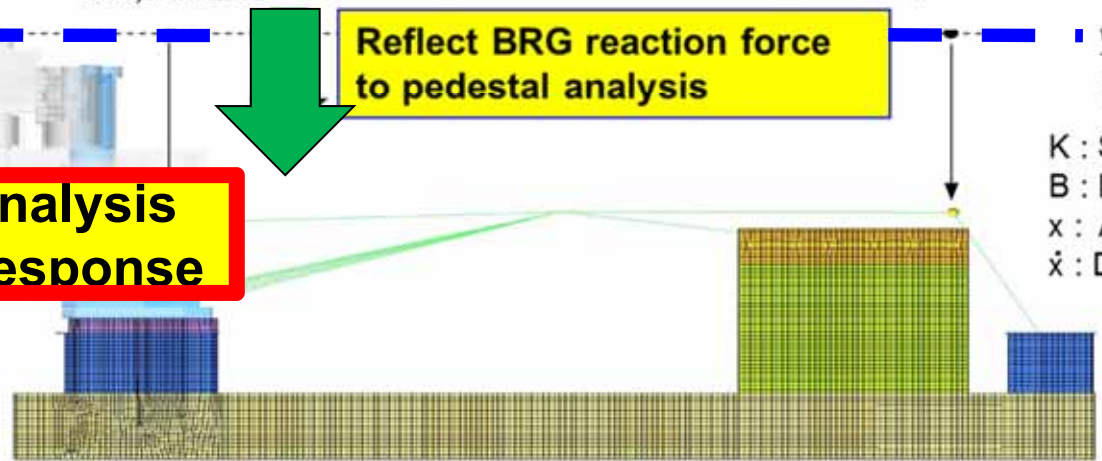 Reflect BRG reaction force
to pedestal analysis
K :
B :
x :
ẋ :
nalysis
esponse